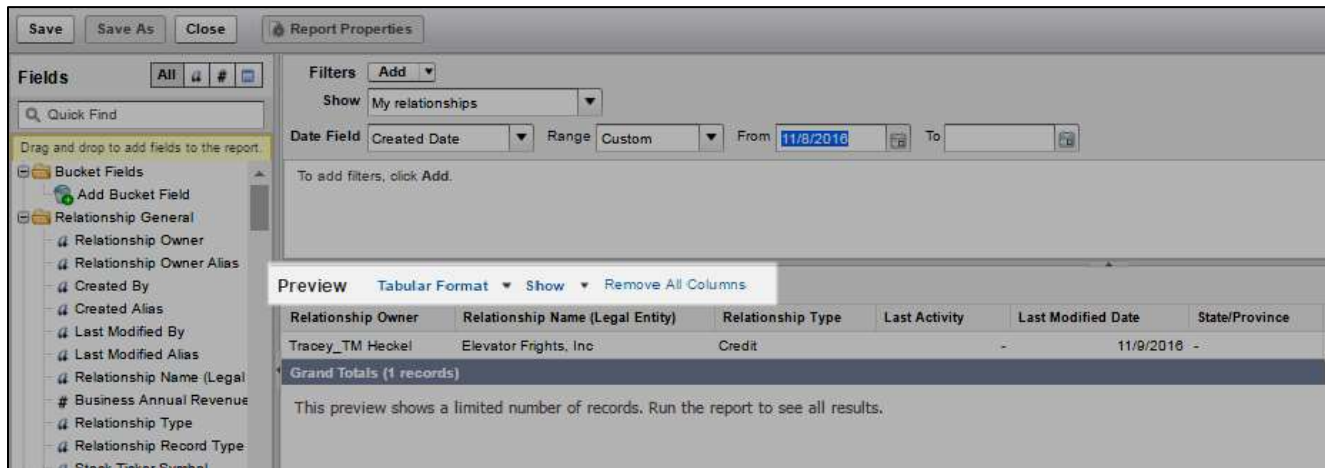 Save Save As Close Report Properties
Fields All a #
Quick Find
Drag and drop to add fields to the report.
Bucket Fields
Add Bucket Field
Relationship General
a Relationship Owner
a Relationship Owner Alias
a Created By
a Created Alias
a Last Modified By
a Last Modified Alias
a Relationship Name (Legal
# Business Annual Revenue
a Relationship Type
a Relationship Record Type
a Stock Ticker Symbol
Filters Add
Show My relationships
Date Field Created Date Range Custom From 11/8/2016 To
To add filters, click Add.
Preview Tabular Format Show Remove All Columns
Relationship Owner Relationship Name (Legal Entity) Relationship Type Last Activity Last Modified Date State/Province
Tracey_TM Heckel Elevator Frights, Inc Credit - 11/9/2016 -
Grand Totals (1 records)
This preview shows a limited number of records. Run the report to see all results.